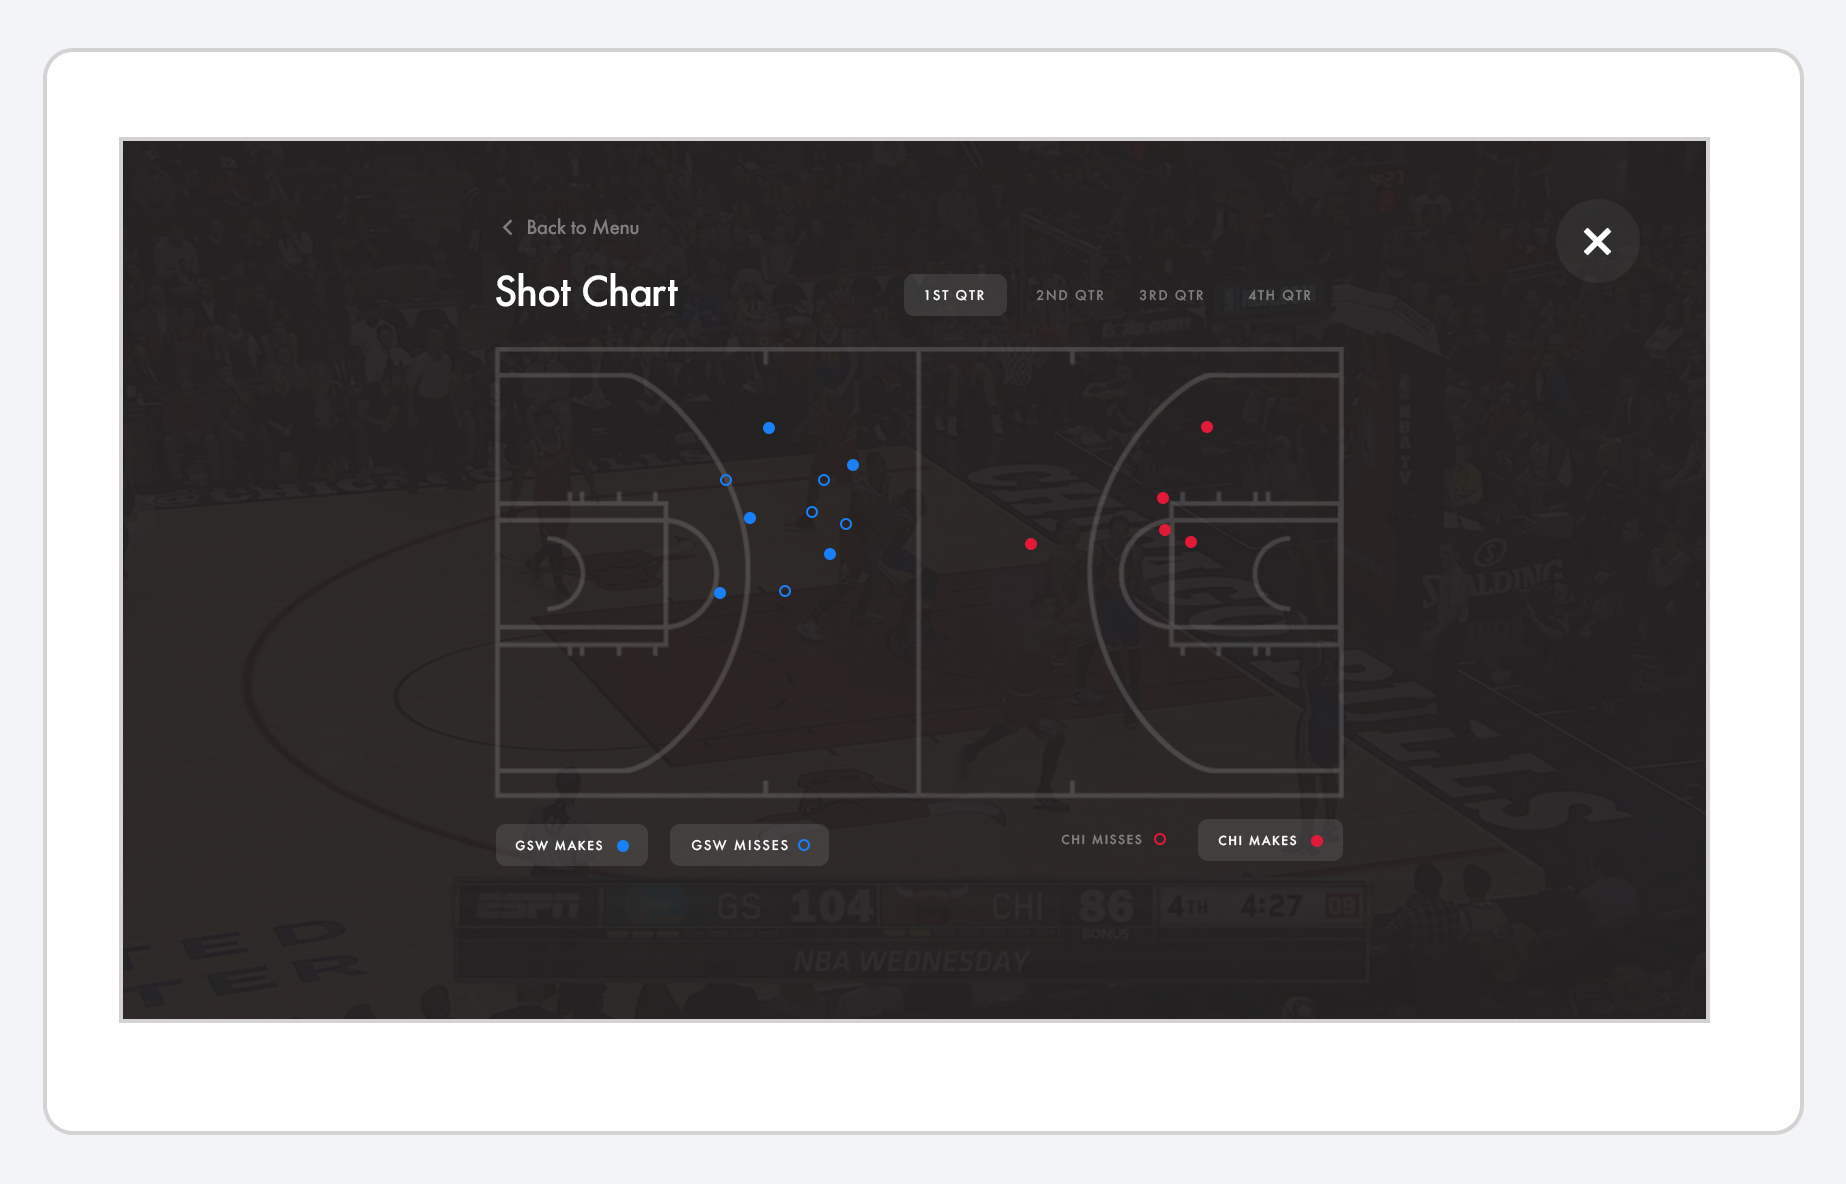 Back to Menu
Shot Chart
1ST QTR
2ND QTR
3RD QTR
4TH QTR
SPALDING
GSW MAKES
GSW MISSES
CHI MISSES
CHI MAKES
ESPN
GS 104
CHI 86
BONUS
4TH 4:27 08
NBA WEDNESDAY